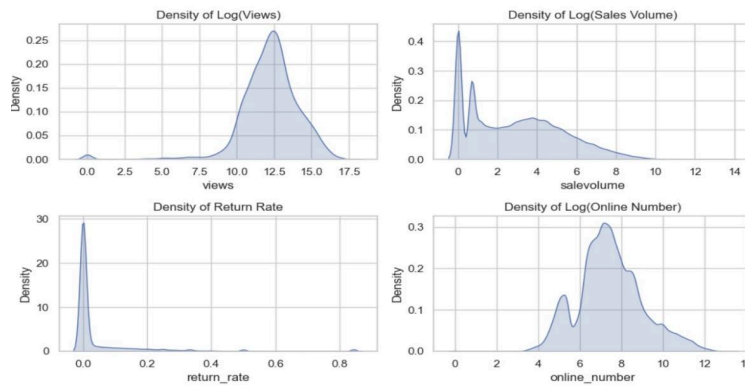 Density of Log(Views)
Density
0.25
0.20
0.15
0.10
0.05
0.00
0.0 2.5 5.0 7.5 10.0 12.5 15.0 17.5
views
Density of Log(Sales Volume)
Density
0.4
0.3
0.2
0.1
0.0
0 2 4 6 8 10 12 14
salevolume
Density of Return Rate
Density
30
20
10
0
0.0 0.2 0.4 0.6 0.8
return_rate
Density of Log(Online Number)
Density
0.3
0.2
0.1
0.0
0 2 4 6 8 10 12
online_number